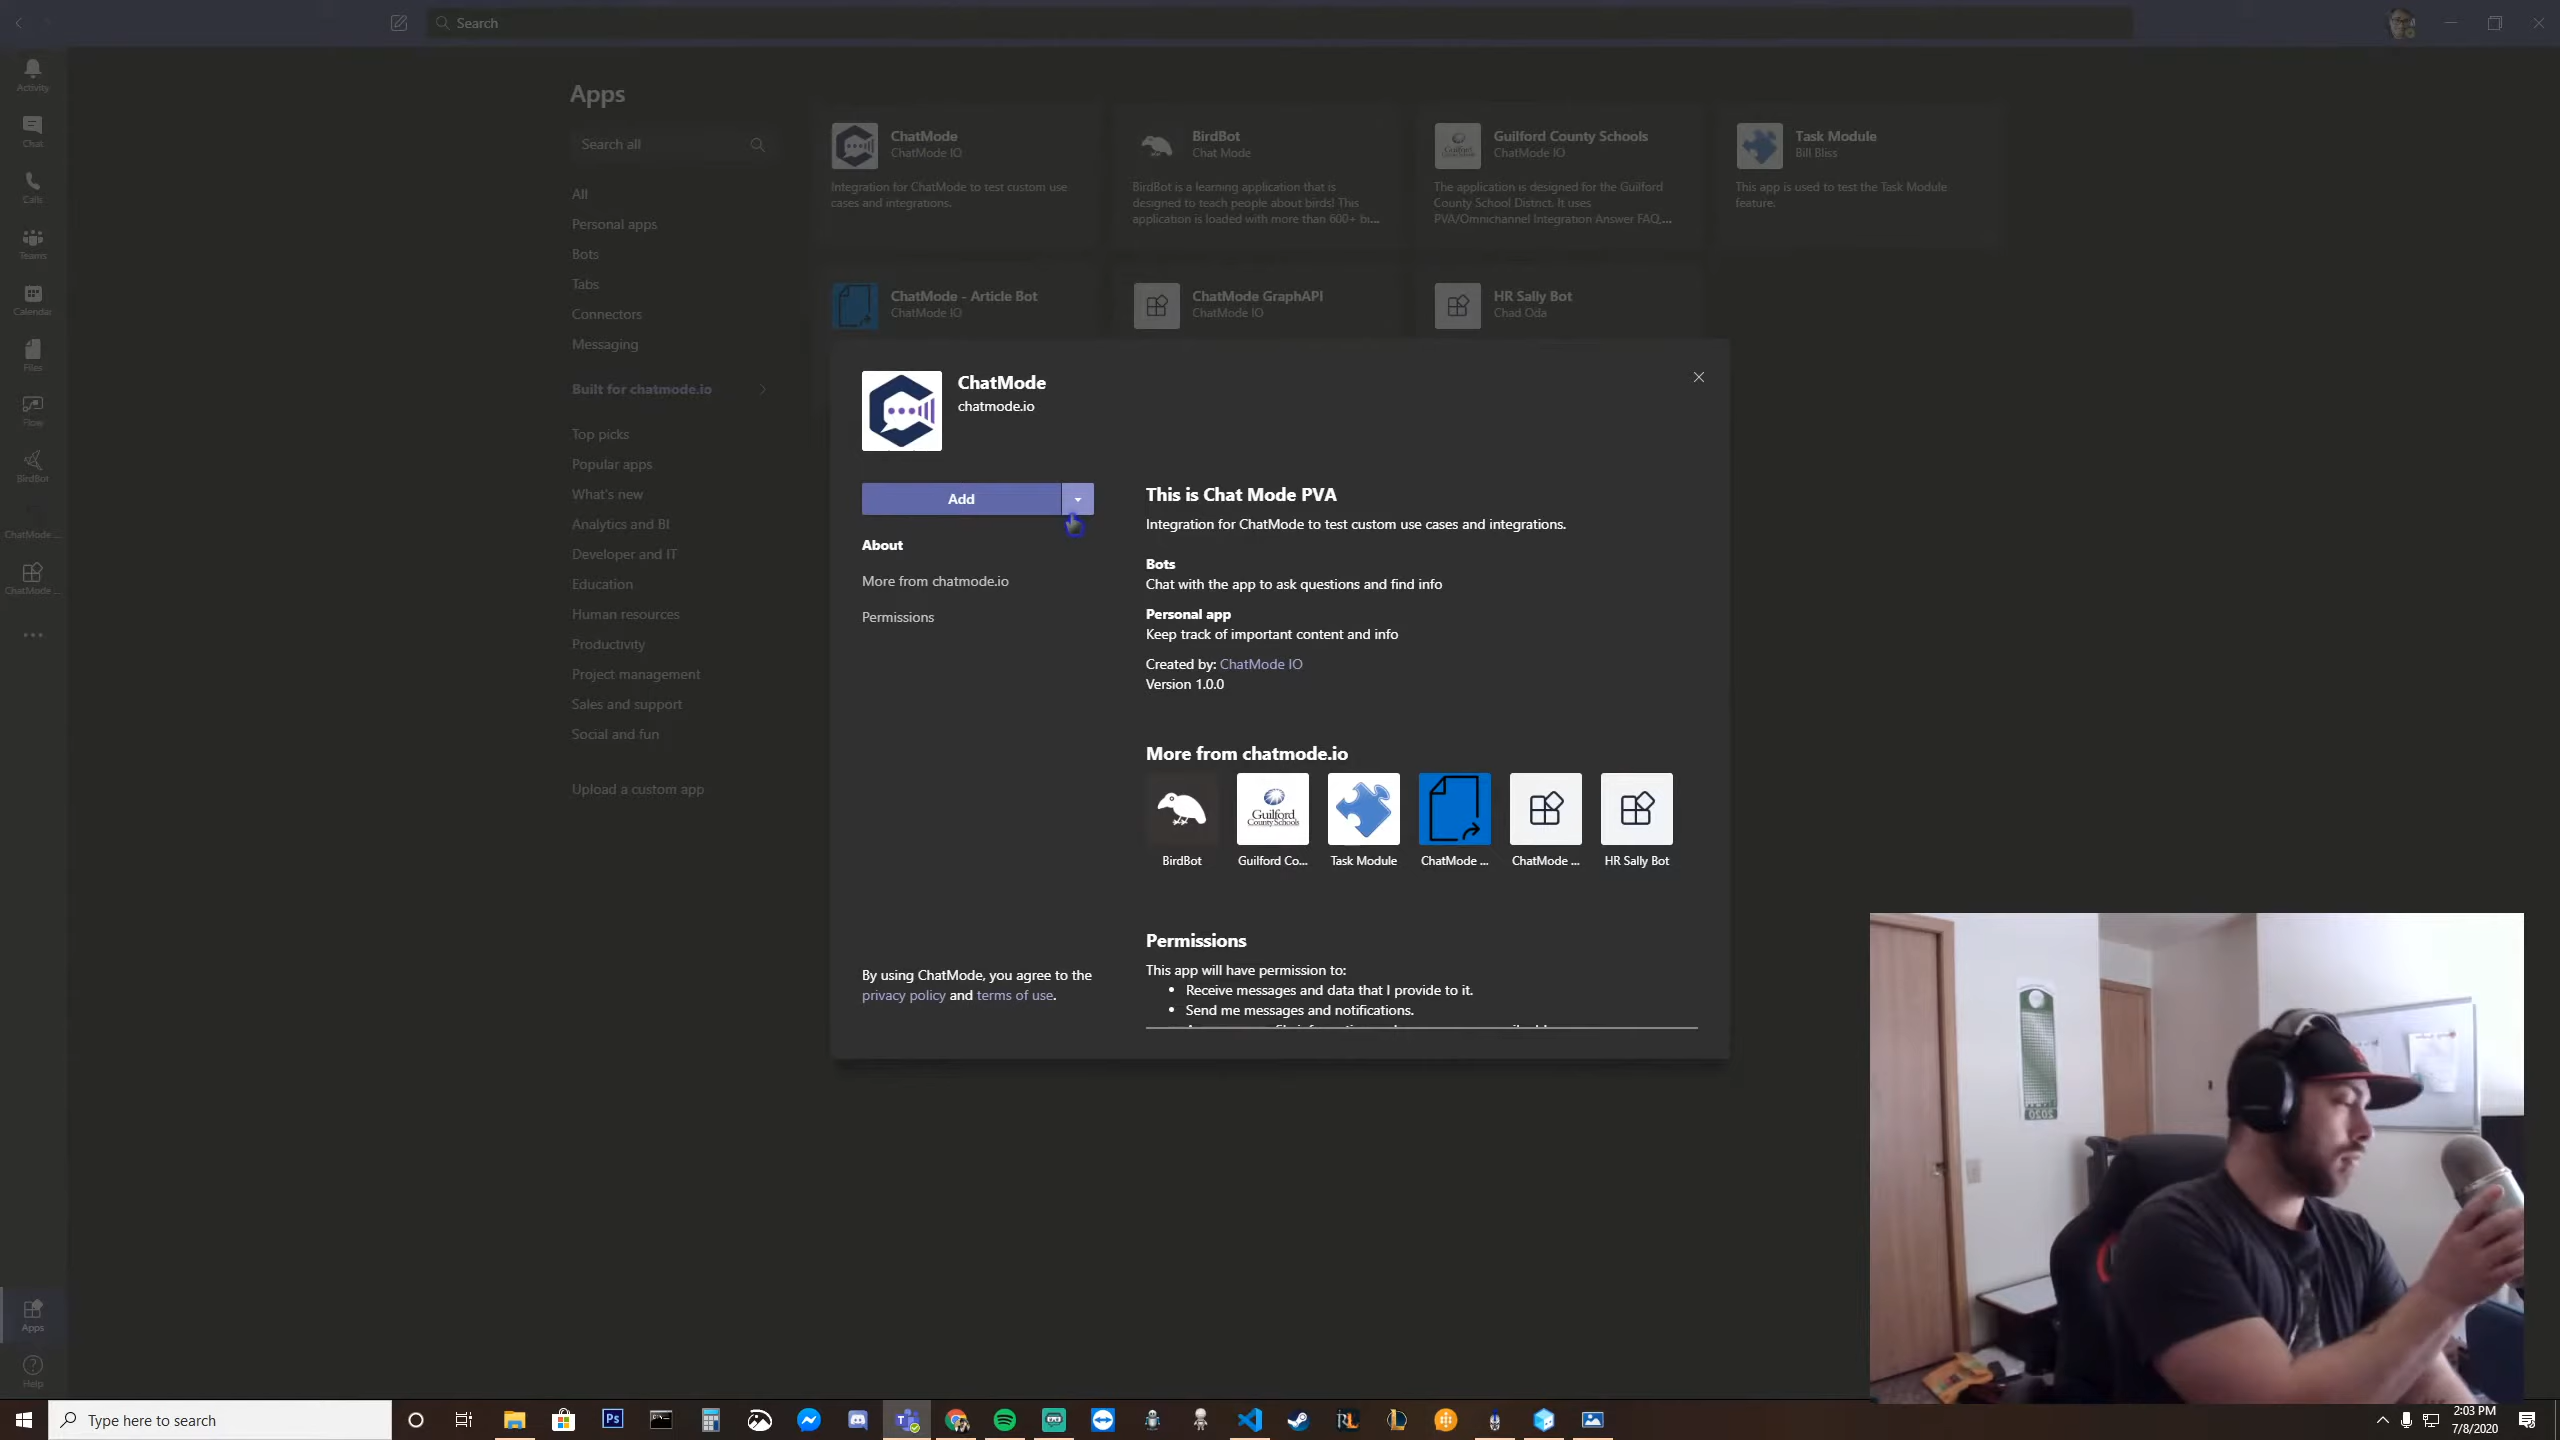 Search
Activity
Chat
Calls
Teams
Calendar
Files
Flow
BirdBot
ChatMode ...
ChatMode ...
Apps
Help
Apps
Search all
All
Personal apps
Bots
Tabs
Connectors
Messaging
Built for chatmode.io
Top picks
Popular apps
What's new
Analytics and BI
Developer and IT
Education
Human resources
Productivity
Project management
Sales and support
Social and fun
Upload a custom app
ChatMode
ChatMode IO
Integration for ChatMode to test custom use
cases and integrations.
BirdBot
Chat Mode
BirdBot is a learning application that is
designed to teach people about birds! This
application is loaded with more than 600+ bi...
Guilford County Schools
ChatMode IO
The application is designed for the Guilford
County School District. It uses
PVA/Omnichannel Integration Answer FAQ,...
Task Module
Bill Bliss
This app is used to test the Task Module
feature.
ChatMode - Article Bot
ChatMode IO
ChatMode GraphAPI
ChatMode IO
HR Sally Bot
Chad Oda
ChatMode
chatmode.io
Add
About
More from chatmode.io
Permissions
By using ChatMode, you agree to the
privacy policy and terms of use.
This is Chat Mode PVA
Integration for ChatMode to test custom use cases and integrations.
Bots
Chat with the app to ask questions and find info
Personal app
Keep track of important content and info
Created by: ChatMode IO
Version 1.0.0
More from chatmode.io
Guilford
County Schools
BirdBot
Guilford Co...
Task Module
ChatMode ...
ChatMode ...
HR Sally Bot
Permissions
This app will have permission to:
• Receive messages and data that I provide to it.
• Send me messages and notifications.
Type here to search
Ps
RL
2:03 PM
7/8/2020